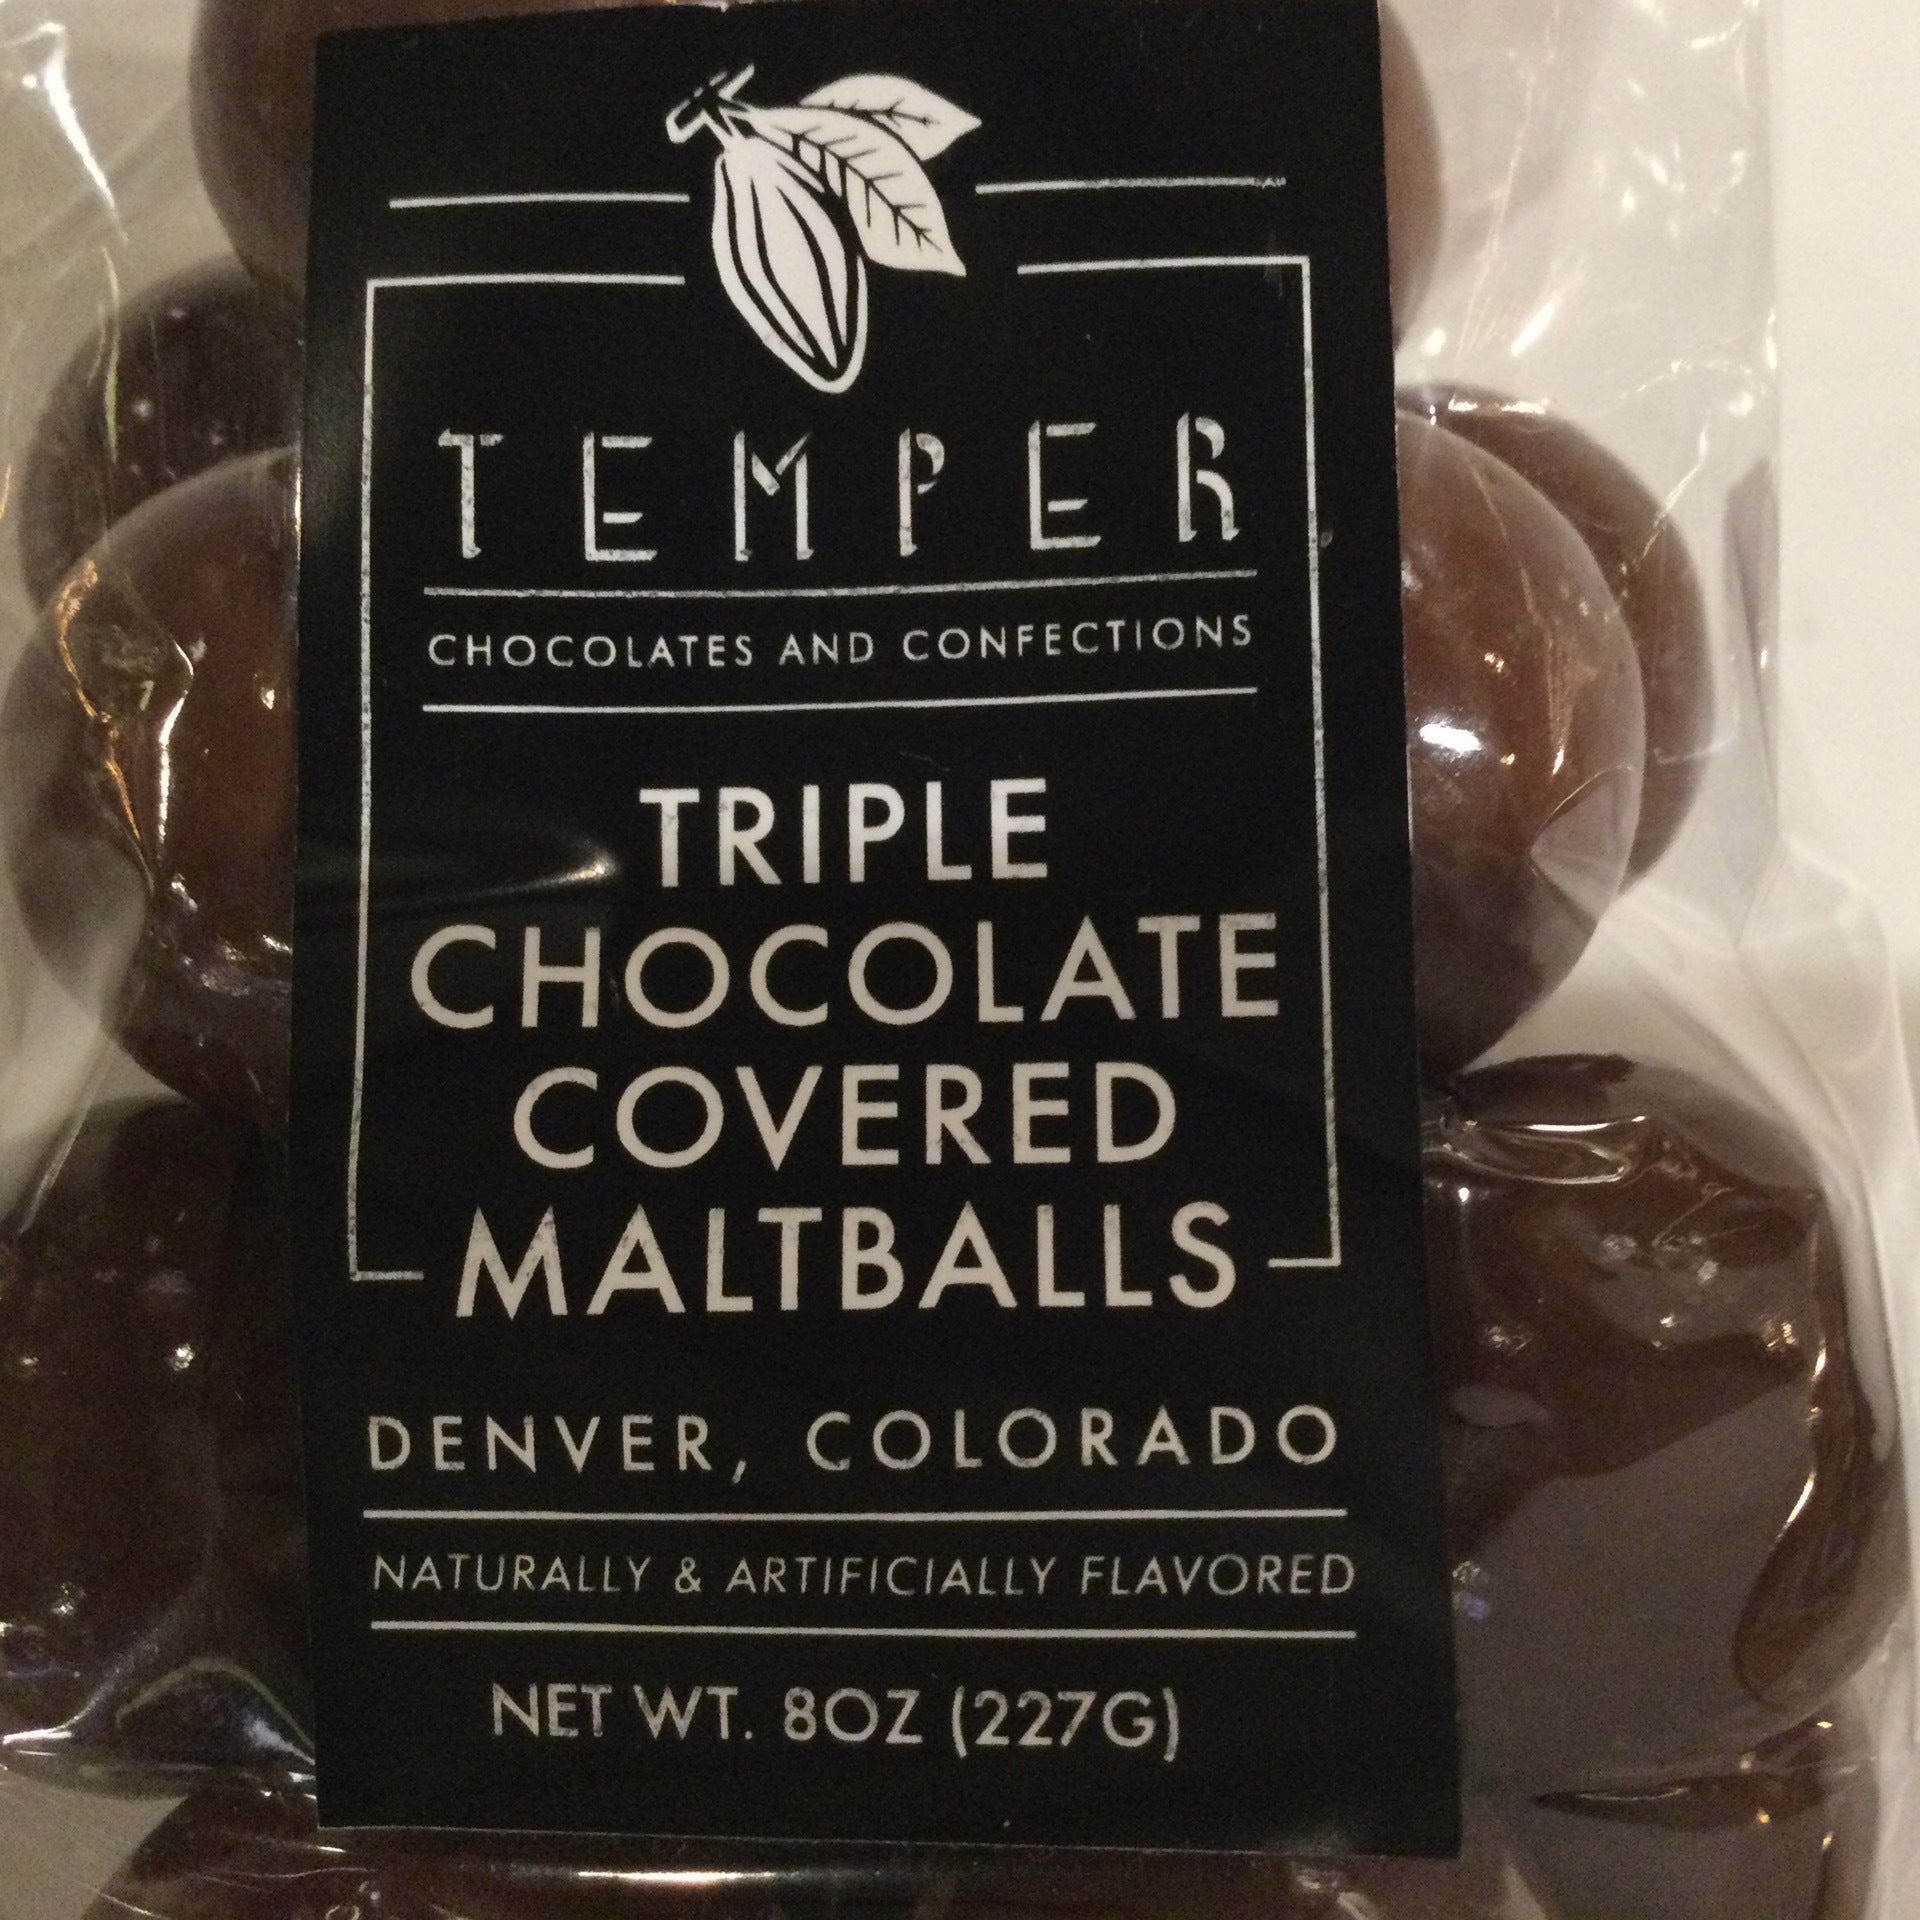 TEMPER
CHOCOLATES AND CONFECTIONS
TRIPLE
CHOCOLATE
COVERED
MALTBALLS
DENVER, COLORADO
NATURALLY & ARTIFICIALLY FLAVORED
NET WT. 8OZ (227G)